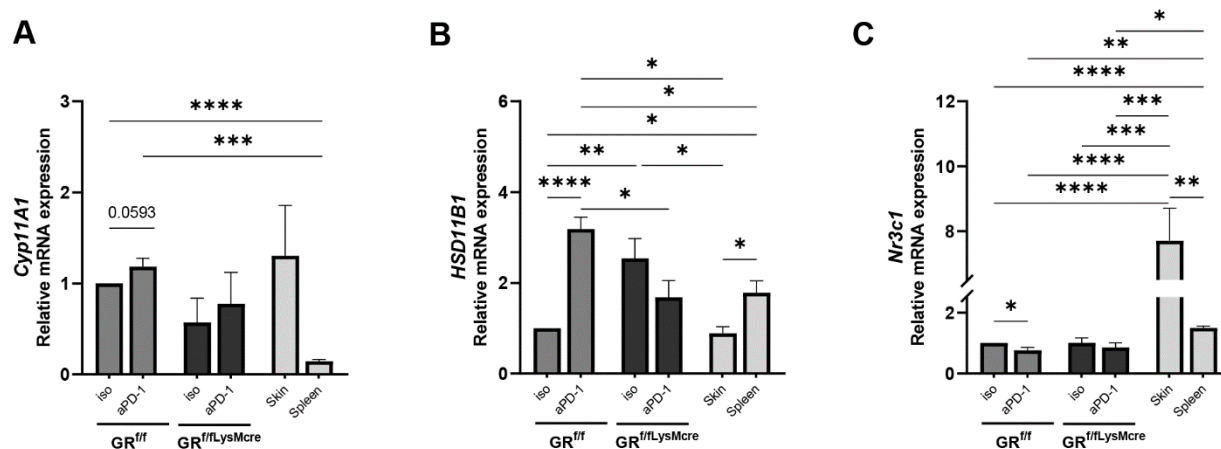 A
Cyp11A1
Relative mRNA expression
3
2
1
0
****
***
0.0593
iso
aPD-1
Skin
Spleen
GRf/f
GRf/fLysMcre
B
HSD11B1
Relative mRNA expression
6
4
2
0
*
*
*
**
*
****
*
*
iso
aPD-1
iso
aPD-1
Skin
Spleen
GRf/f
GRf/fLysMcre
C
Nr3c1
Relative mRNA expression
12
10
8
6
2
0
*
**
****
***
***
****
****
**
*
iso
aPD-1
iso
aPD-1
Skin
Spleen
GRf/f
GRf/fLysMcre